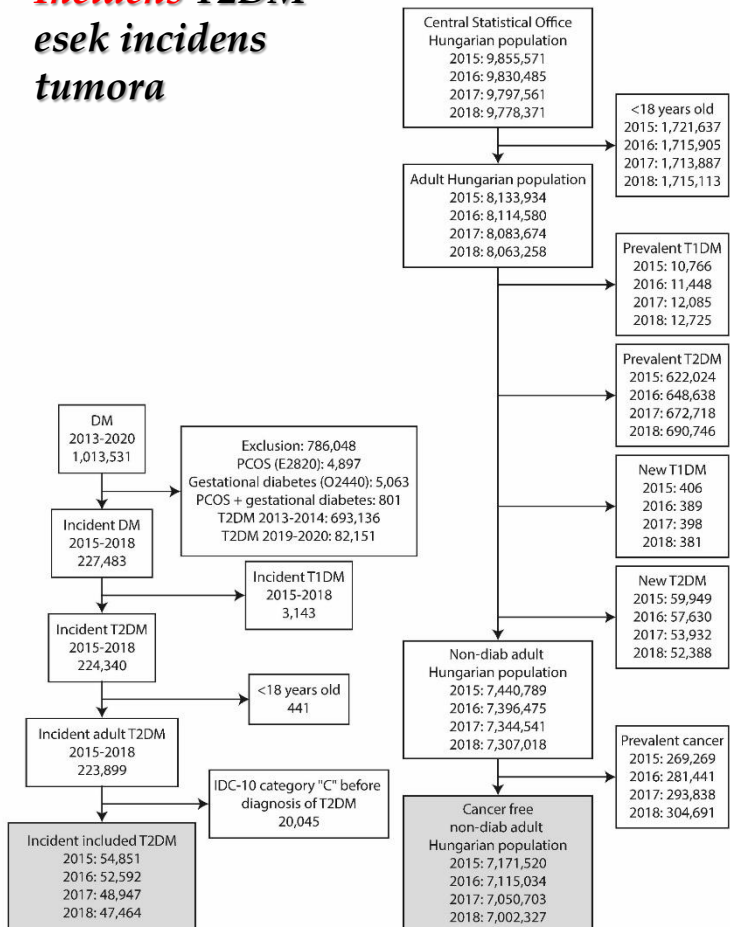 Incidens T2DM
esek incidens
tumora
Central Statistical Office
Hungarian population
2015: 9,855,571
2016: 9,830,485
2017: 9,797,561
2018: 9,778,371
<18 years old
2015: 1,721,637
2016: 1,715,905
2017: 1,713,887
2018: 1,715,113
Adult Hungarian population
2015: 8,133,934
2016: 8,114,580
2017: 8,083,674
2018: 8,063,258
Prevalent T1DM
2015: 10,766
2016: 11,448
2017: 12,085
2018: 12,725
Prevalent T2DM
2015: 622,024
2016: 648,638
2017: 672,718
2018: 690,746
New T1DM
2015: 406
2016: 389
2017: 398
2018: 381
New T2DM
2015: 59,949
2016: 57,630
2017: 53,932
2018: 52,388
Non-diab adult
Hungarian population
2015: 7,440,789
2016: 7,396,475
2017: 7,344,541
2018: 7,307,018
Prevalent cancer
2015: 269,269
2016: 281,441
2017: 293,838
2018: 304,691
Cancer free
non-diab adult
Hungarian population
2015: 7,171,520
2016: 7,115,034
2017: 7,050,703
2018: 7,002,327
DM
2013-2020
1,013,531
Exclusion: 786,048
PCOS (E2820): 4,897
Gestational diabetes (O2440): 5,063
PCOS + gestational diabetes: 801
T2DM 2013-2014: 693,136
T2DM 2019-2020: 82,151
Incident DM
2015-2018
227,483
Incident T1DM
2015-2018
3,143
Incident T2DM
2015-2018
224,340
<18 years old
441
Incident adult T2DM
2015-2018
223,899
IDC-10 category "C" before
diagnosis of T2DM
20,045
Incident included T2DM
2015: 54,851
2016: 52,592
2017: 48,947
2018: 47,464